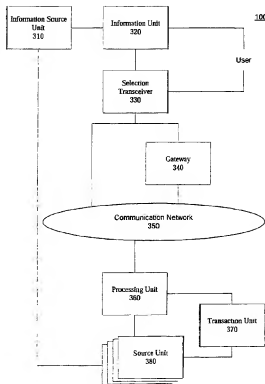 Information Source
Unit
310
Information Unit
320
100
User
Selection
Transceiver
330
Gateway
340
Communication Network
350
Processing Unit
360
Transaction Unit
370
Source Unit
380